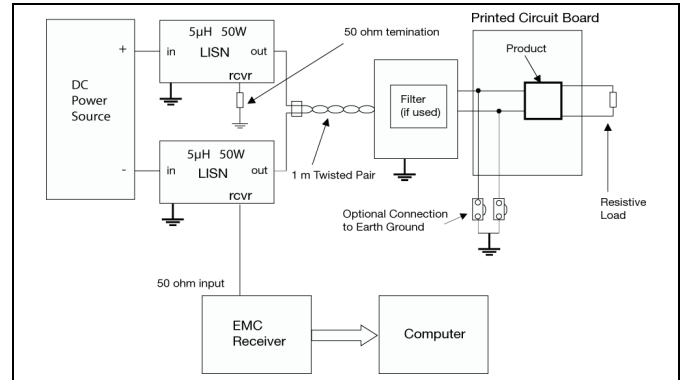 Printed Circuit Board
5µH 50W
LISN
in
out
rcvr
+
50 ohm temination
Product
DC
Power
Source
Filter
(if used)
5µH 50W
LISN
-
in
out
rcvr
1 m Twisted Pair
Optional Connection
to Earth Ground
Resistive
Load
50 ohm input
EMC
Receiver
Computer